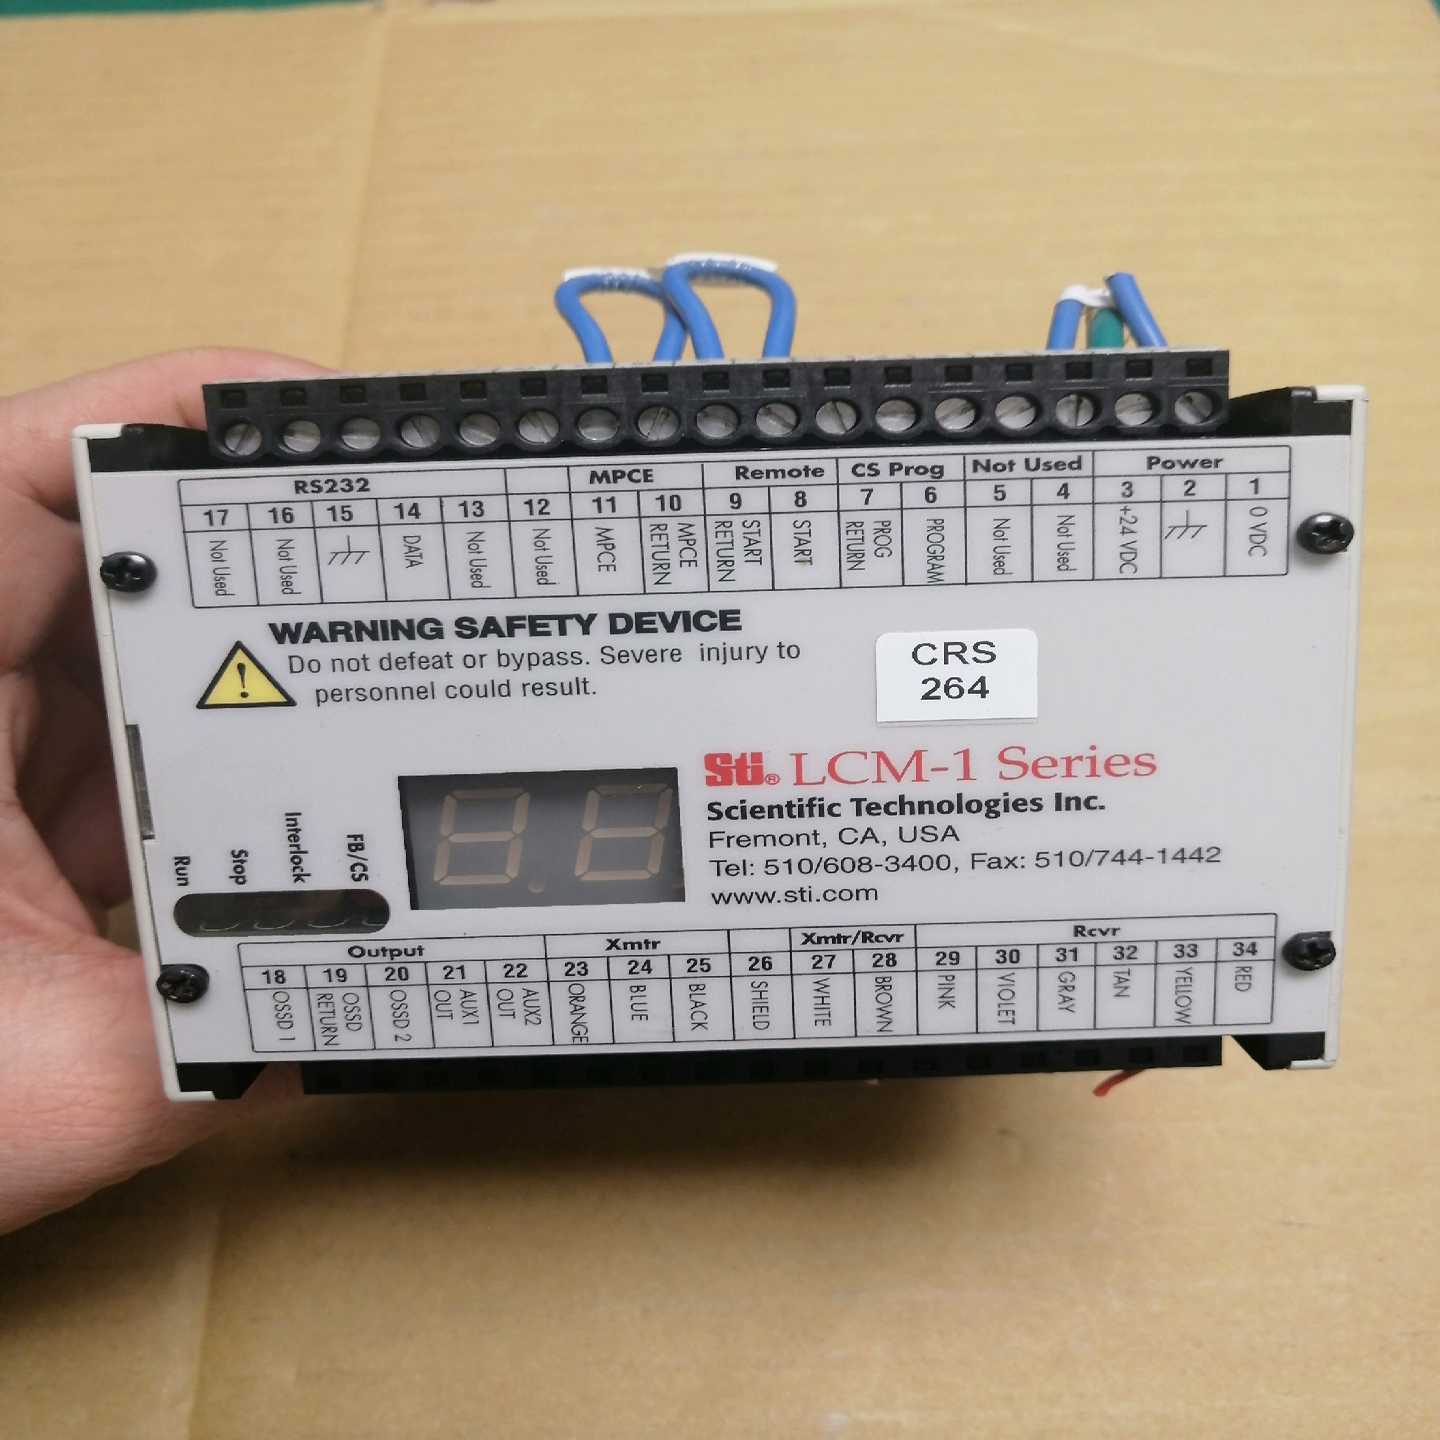 RS232 MPCE Remote CS Prog Not Used Power
17 16 15 14 13 12 11 10 9 8 7 6 5 4 3 2 1
Not Used
Not Used
DATA
Not Used
Not Used
MPCE
MPCE RETURN
START RETURN
START
PROG RETURN
PROGRAM
Not Used
Not Used
+24 VDC
0 VDC
WARNING SAFETY DEVICE
Do not defeat or bypass. Severe injury to
personnel could result.
CRS
264
Sti® LCM-1 Series
Scientific Technologies Inc.
Fremont, CA, USA
Tel: 510/608-3400, Fax: 510/744-1442
www.sti.com
Run
Stop
Interlock
FB/CS
Output Xmtr Xmtr/Rcvr Rcvr
18 19 20 21 22 23 24 25 26 27 28 29 30 31 32 33 34
OSSD 1
OSSD RETURN
OSSD 2
AUX1 OUT
AUX2 OUT
ORANGE
BLUE
BLACK
SHIELD
WHITE
BROWN
PINK
VIOLET
GRAY
TAN
YELLOW
RED